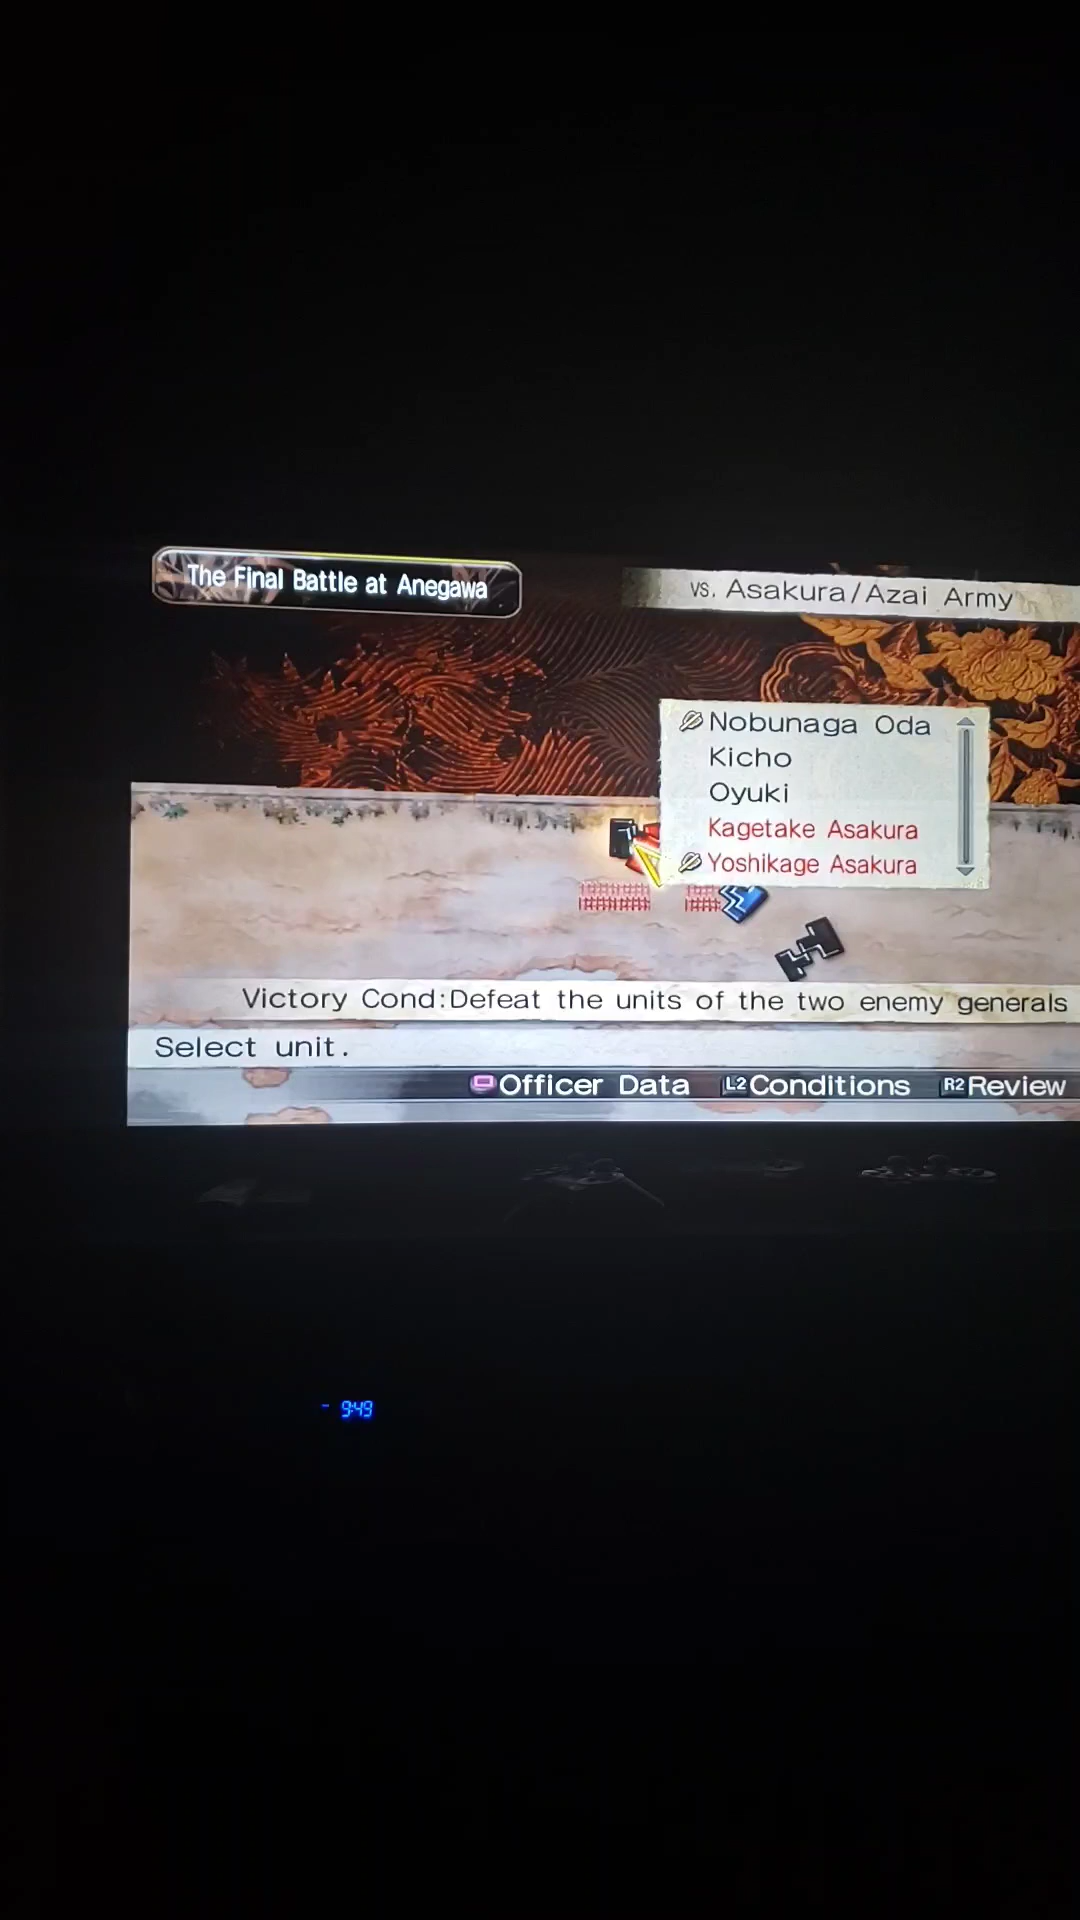 The Final Battle at Anegawa
vs. Asakura/Azai Army
Nobunaga Oda
Kicho
Oyuki
Kagetake Asakura
Yoshikage Asakura
Victory Cond:Defeat the units of the two enemy generals
Select unit.
Officer Data L2 Conditions R2 Review
9:49